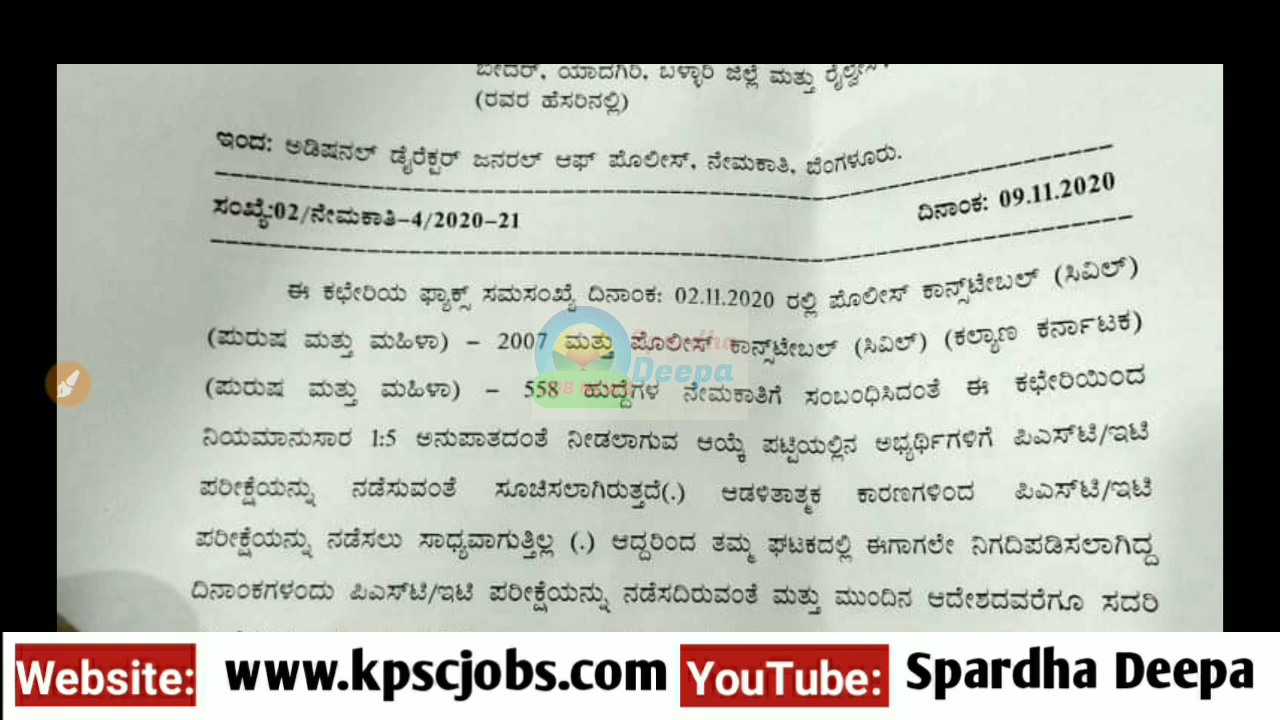 ಬೀದರ್, ಯಾದಗಿರಿ, ಬಳ್ಳಾರಿ ಜಿಲ್ಲೆ ಮತ್ತು ರೈಲ್ವೇಸ್.
(ರವರ ಹೆಸರಿನಲ್ಲಿ)
ಇಂದ: ಅಡಿಷನಲ್ ಡೈರೆಕ್ಟರ್ ಜನರಲ್ ಆಫ್ ಪೊಲೀಸ್, ನೇಮಕಾತಿ, ಬೆಂಗಳೂರು.
ಸಂಖ್ಯೆ:02/ನೇಮಕಾತಿ-4/2020-21 ದಿನಾಂಕ: 09.11.2020
ಈ ಕಛೇರಿಯ ಫ್ಯಾಕ್ಸ್ ಸಮಸಂಖ್ಯೆ ದಿನಾಂಕ: 02.11.2020 ರಲ್ಲಿ ಪೊಲೀಸ್ ಕಾನ್ಸ್‌ಟೇಬಲ್ (ಸಿವಿಲ್)
(ಪುರುಷ ಮತ್ತು ಮಹಿಳಾ) – 2007 ಮತ್ತು ಪೊಲೀಸ್ ಕಾನ್ಸ್‌ಟೇಬಲ್ (ಸಿವಿಲ್) (ಕಲ್ಯಾಣ ಕರ್ನಾಟಕ)
(ಪುರುಷ ಮತ್ತು ಮಹಿಳಾ) – 558 ಹುದ್ದೆಗಳ ನೇಮಕಾತಿಗೆ ಸಂಬಂಧಿಸಿದಂತೆ ಈ ಕಛೇರಿಯಿಂದ
ನಿಯಮಾನುಸಾರ 1:5 ಅನುಪಾತದಂತೆ ನೀಡಲಾಗುವ ಆಯ್ಕೆ ಪಟ್ಟಿಯಲ್ಲಿನ ಅಭ್ಯರ್ಥಿಗಳಿಗೆ ಪಿಎಸ್‌ಟಿ/ಇಟಿ
ಪರೀಕ್ಷೆಯನ್ನು ನಡೆಸುವಂತೆ ಸೂಚಿಸಲಾಗಿರುತ್ತದೆ(.) ಆಡಳಿತಾತ್ಮಕ ಕಾರಣಗಳಿಂದ ಪಿಎಸ್‌ಟಿ/ಇಟಿ
ಪರೀಕ್ಷೆಯನ್ನು ನಡೆಸಲು ಸಾಧ್ಯವಾಗುತ್ತಿಲ್ಲ (.) ಆದ್ದರಿಂದ ತಮ್ಮ ಘಟಕದಲ್ಲಿ ಈಗಾಗಲೇ ನಿಗದಿಪಡಿಸಲಾಗಿದ್ದ
ದಿನಾಂಕಗಳಂದು ಪಿಎಸ್‌ಟಿ/ಇಟಿ ಪರೀಕ್ಷೆಯನ್ನು ನಡೆಸದಿರುವಂತೆ ಮತ್ತು ಮುಂದಿನ ಆದೇಶದವರೆಗೂ ಸದರಿ
Spardha
Deepa
JOB NEWS
Website: www.kpscjobs.com YouTube: Spardha Deepa